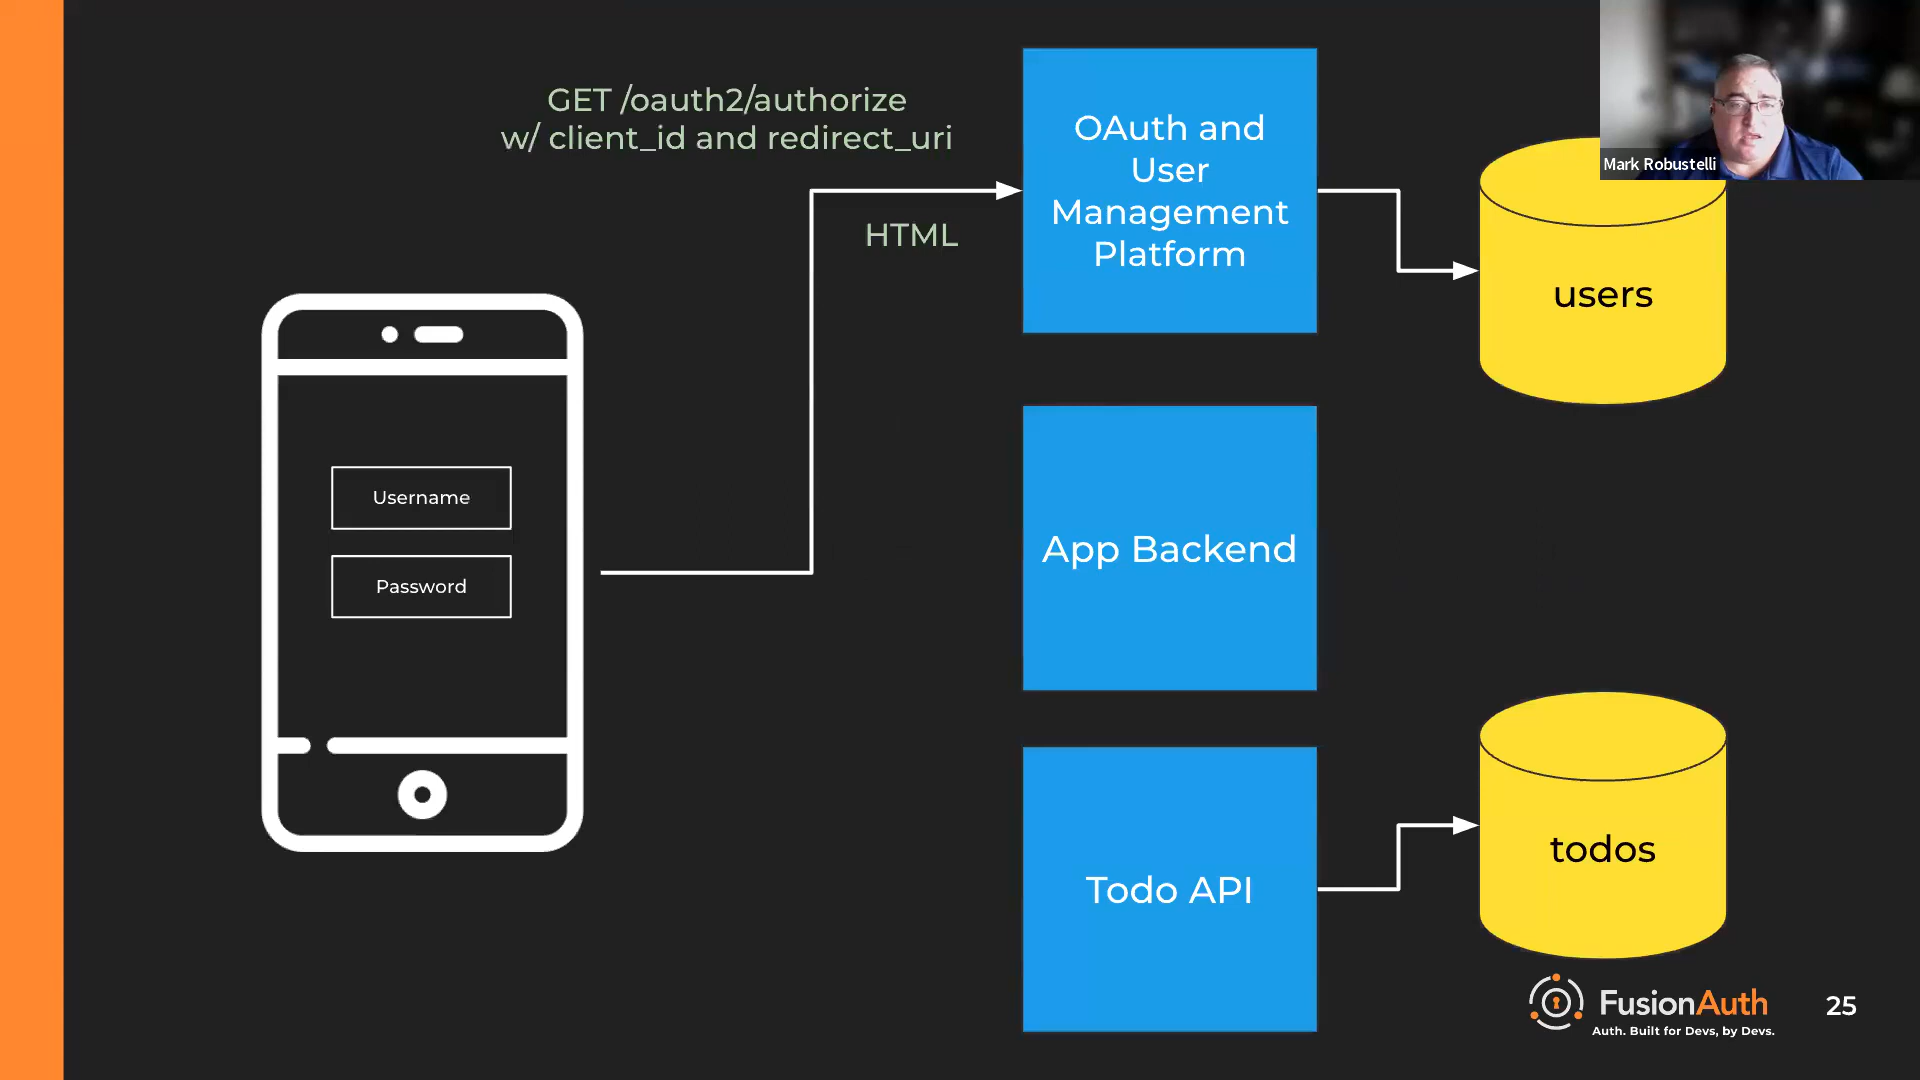 GET /oauth2/authorize
w/ client_id and redirect_uri
HTML
OAuth and
User
Management
Platform
Mark Robustelli
users
Username
Password
App Backend
Todo API
todos
FusionAuth
Auth. Built for Devs, by Devs.
25